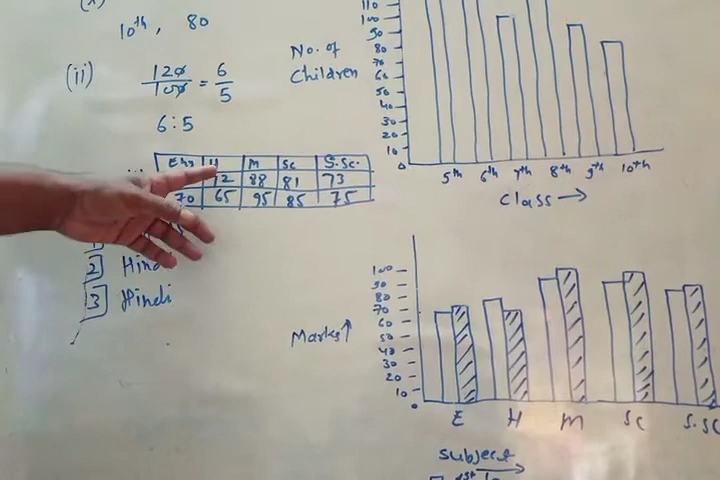 10th, 80
(ii) 120/100 = 6/5
6:5
Eng H M Sc S.Sc.
72 88 81 73
70 65 95 85 75
2 Hindi
3 Hindi
No. of
Children
110
100
90
80
70
60
50
40
30
20
10
0
5th 6th 7th 8th 9th 10th
Class →
Marks ↑
100
90
80
70
60
50
40
30
20
10
0
E H M SC S.SC
Subject →